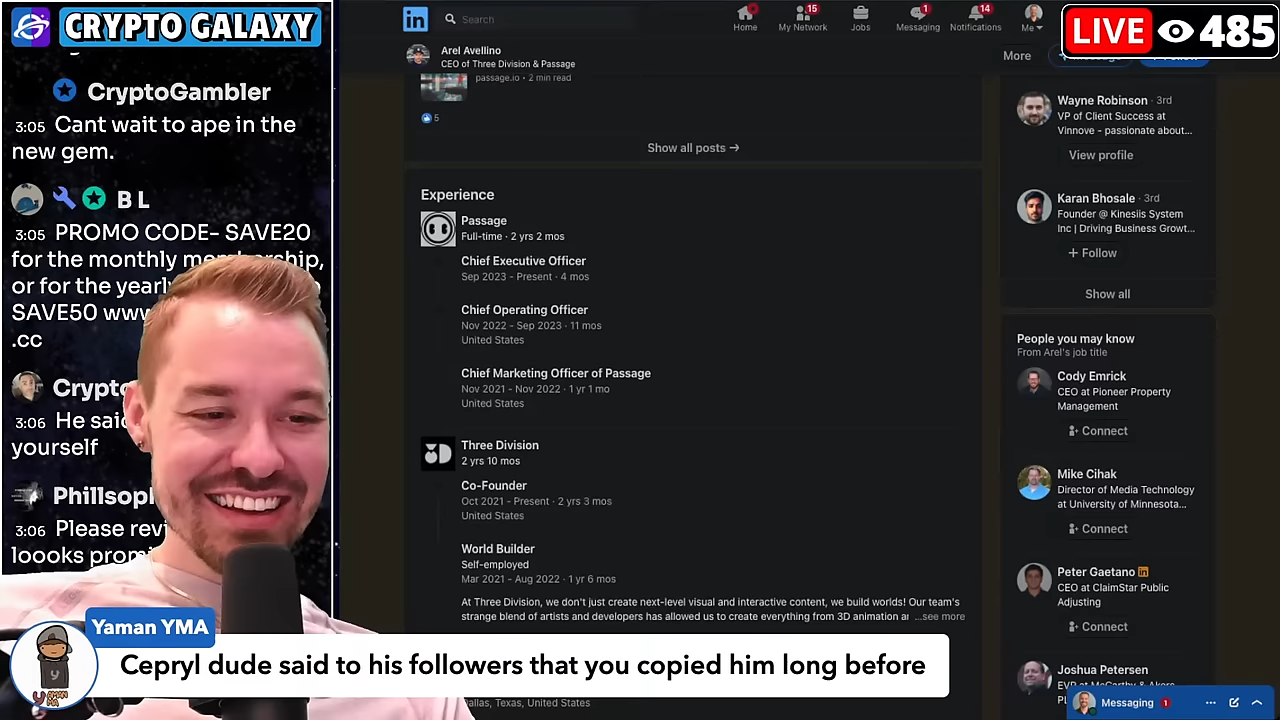 CRYPTO GALAXY
CryptoGambler
3:05 Cant wait to ape in the
new gem.
B L
3:05 PROMO CODE- SAVE20
for the monthly
or for the yearly
SAVE50 www
.cc
3:06 He said
yourself
3:06 Please
loooks
Yaman YMA
Cepryl dude said to his followers that you copied him long before
in
Search
Home
15
My Network
Jobs
1
Messaging
14
Notifications
Me
LIVE 485
Arel Avellino
CEO of Three Division & Passage
More
Follow
passage.io • 2 min read
5
Show all posts →
Experience
Passage
Full-time · 2 yrs 2 mos
Chief Executive Officer
Sep 2023 - Present · 4 mos
Chief Operating Officer
Nov 2022 - Sep 2023 · 11 mos
United States
Chief Marketing Officer of Passage
Nov 2021 - Nov 2022 · 1 yr 1 mo
United States
Three Division
2 yrs 10 mos
Co-Founder
Oct 2021 - Present · 2 yrs 3 mos
United States
World Builder
Self-employed
Mar 2021 - Aug 2022 · 1 yr 6 mos
At Three Division, we don't just create next-level visual and interactive content, we build worlds! Our team's
strange blend of artists and developers has allowed us to create everything from 3D animation ...see more
Dallas, Texas, United States
Wayne Robinson · 3rd
VP of Client Success at
Vinnove - passionate about...
View profile
Karan Bhosale · 3rd
Founder @ Kinesiis System
Inc | Driving Business Growt...
+ Follow
Show all
People you may know
From Arel's job title
Cody Emrick
CEO at Pioneer Property
Management
Connect
Mike Cihak
Director of Media Technology
at University of Minnesota...
Connect
Peter Gaetano in
CEO at ClaimStar Public
Adjusting
Connect
Joshua Petersen
Messaging 1 ...